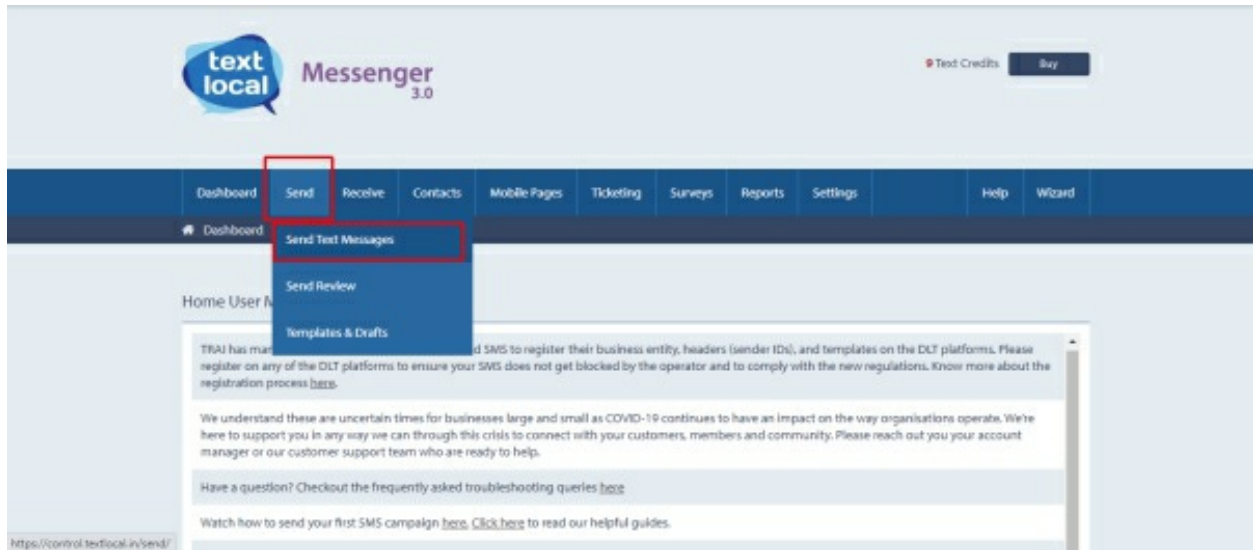 text
local
Messenger
3.0
9 Text Credits
Buy
Dashboard Send Receive Contacts Mobile Pages Ticketing Surveys Reports Settings Help Wizard
Dashboard
Send Text Messages
Send Review
Home User M
Templates & Drafts
TRAI has man d SMS to register their business entity, headers (sender IDs), and templates on the DLT platforms. Please
register on any of the DLT platforms to ensure your SMS does not get blocked by the operator and to comply with the new regulations. Know more about the
registration process here.
We understand these are uncertain times for businesses large and small as COVID-19 continues to have an impact on the way organisations operate. We're
here to support you in any way we can through this crisis to connect with your customers, members and community. Please reach out you your account
manager or our customer support team who are ready to help.
Have a question? Checkout the frequently asked troubleshooting queries here
Watch how to send your first SMS campaign here. Click here to read our helpful guides.
https://control.textlocal.in/send/